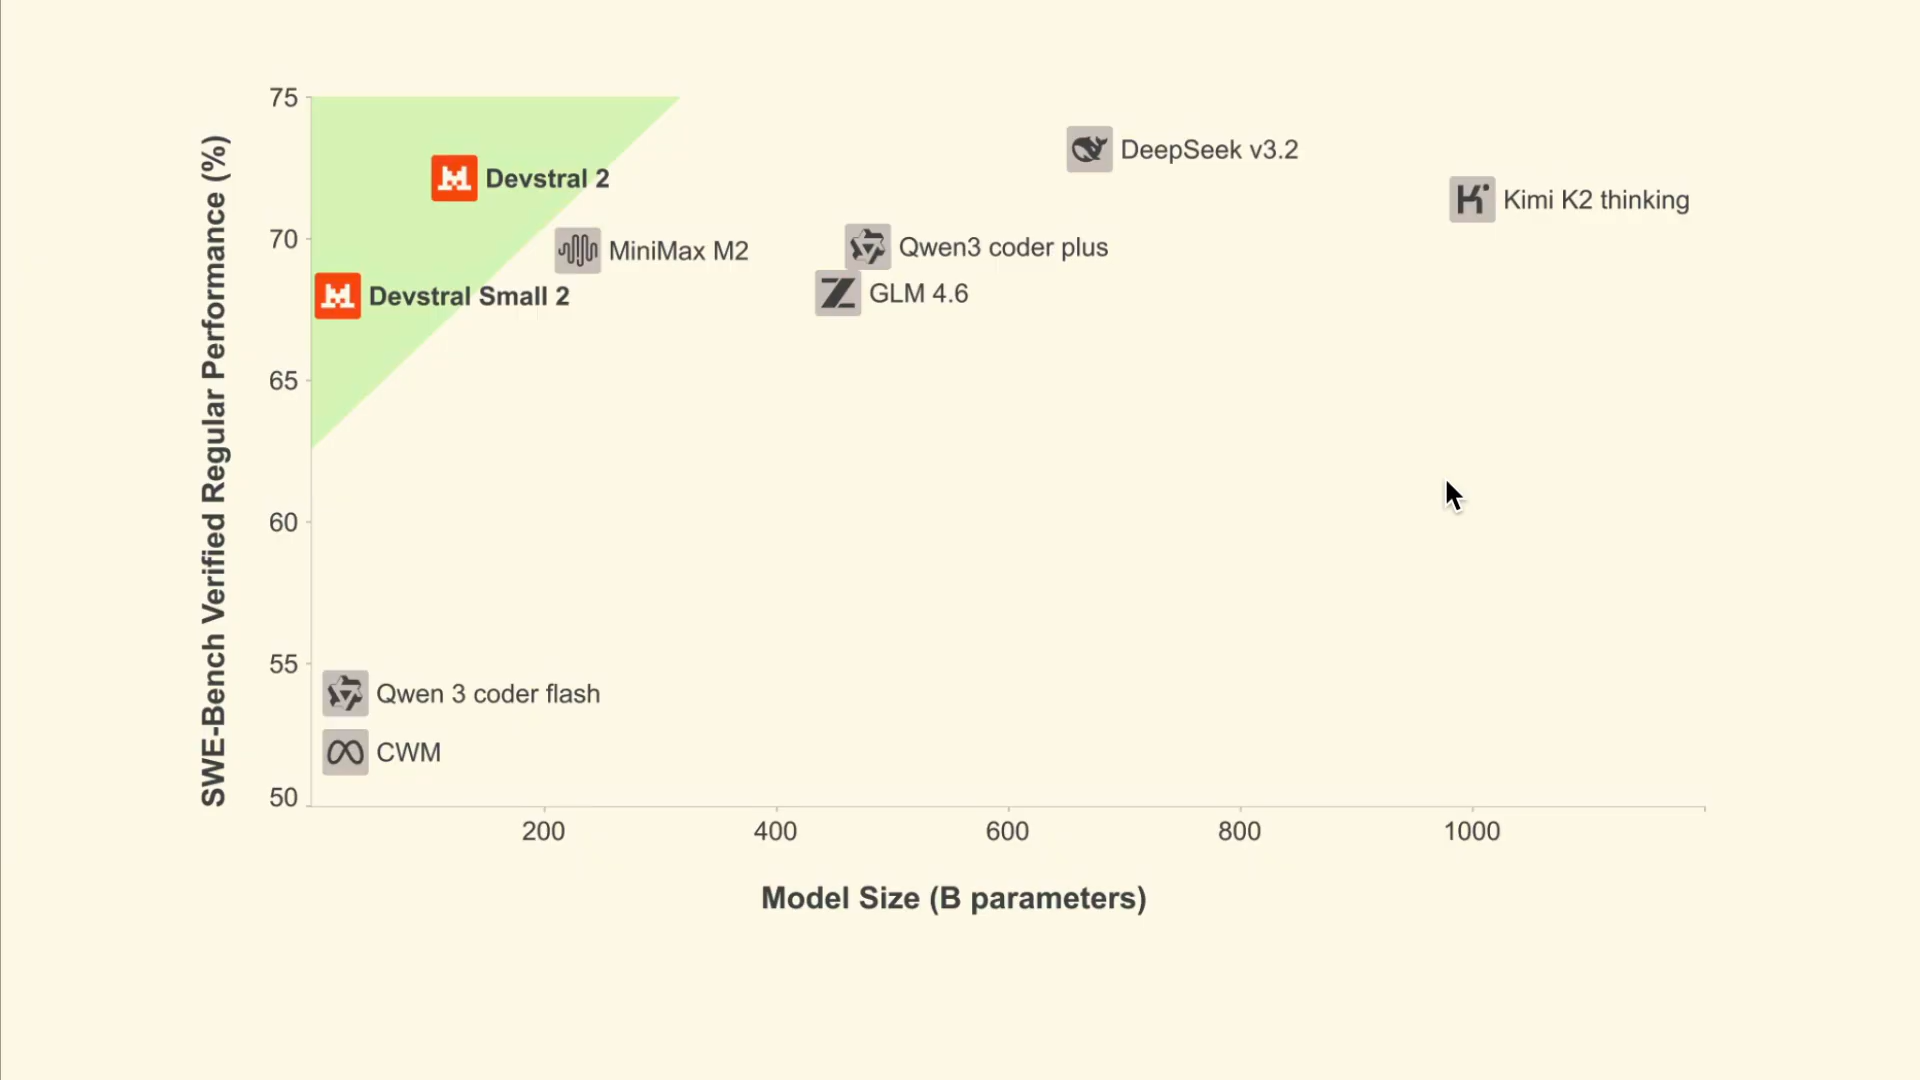 SWE-Bench Verified Regular Performance (%)
75
70
65
60
55
50
Devstral 2
DeepSeek v3.2
Kimi K2 thinking
MiniMax M2
Qwen3 coder plus
Devstral Small 2
GLM 4.6
Qwen 3 coder flash
CWM
200
400
600
800
1000
Model Size (B parameters)